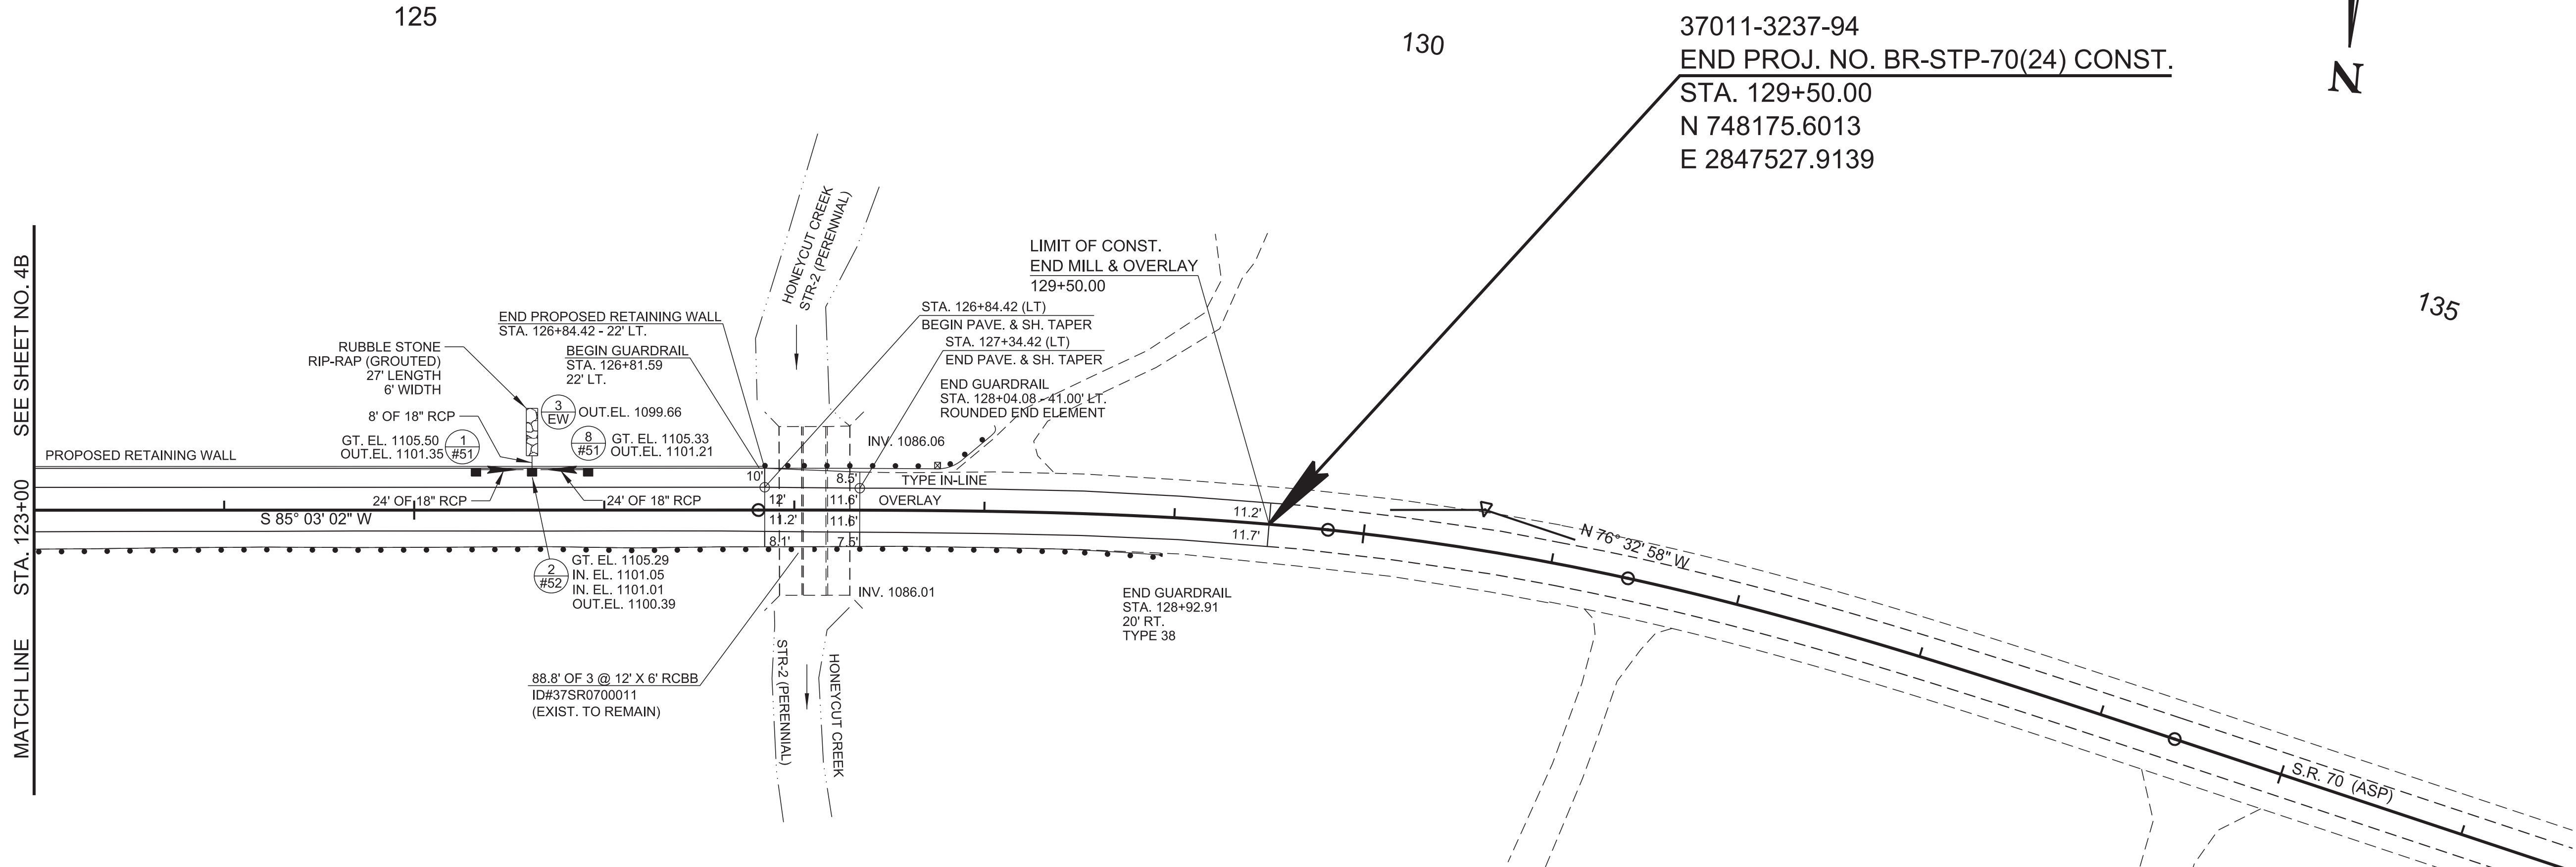 125
130
37011-3237-94
END PROJ. NO. BR-STP-70(24) CONST.
STA. 129+50.00
N 748175.6013
E 2847527.9139
N
135
MATCH LINE STA. 123+00 SEE SHEET NO. 4B
HONEYCUT CREEK
STR-2 (PERENNIAL)
LIMIT OF CONST.
END MILL & OVERLAY
129+50.00
END PROPOSED RETAINING WALL
STA. 126+84.42 - 22' LT.
BEGIN GUARDRAIL
STA. 126+81.59
22' LT.
STA. 126+84.42 (LT)
BEGIN PAVE. & SH. TAPER
STA. 127+34.42 (LT)
END PAVE. & SH. TAPER
END GUARDRAIL
STA. 128+04.08 - 41.00' LT.
ROUNDED END ELEMENT
RUBBLE STONE
RIP-RAP (GROUTED)
27' LENGTH
6' WIDTH
8' OF 18" RCP
3
EW
OUT.EL. 1099.66
GT. EL. 1105.50
OUT.EL. 1101.35
1
#51
8
#51
GT. EL. 1105.33
OUT.EL. 1101.21
INV. 1086.06
PROPOSED RETAINING WALL
10'
8.5'
TYPE IN-LINE
24' OF 18" RCP
24' OF 18" RCP
12'
11.6'
OVERLAY
S 85° 03' 02" W
11.2'
11.6'
11.2'
11.7'
8.1'
7.5'
N 76° 32' 58" W
2
#52
GT. EL. 1105.29
IN. EL. 1101.05
IN. EL. 1101.01
OUT.EL. 1100.39
INV. 1086.01
END GUARDRAIL
STA. 128+92.91
20' RT.
TYPE 38
88.8' OF 3 @ 12' X 6' RCBB
ID#37SR0700011
(EXIST. TO REMAIN)
STR-2 (PERENNIAL)
HONEYCUT CREEK
S.R. 70 (ASP)